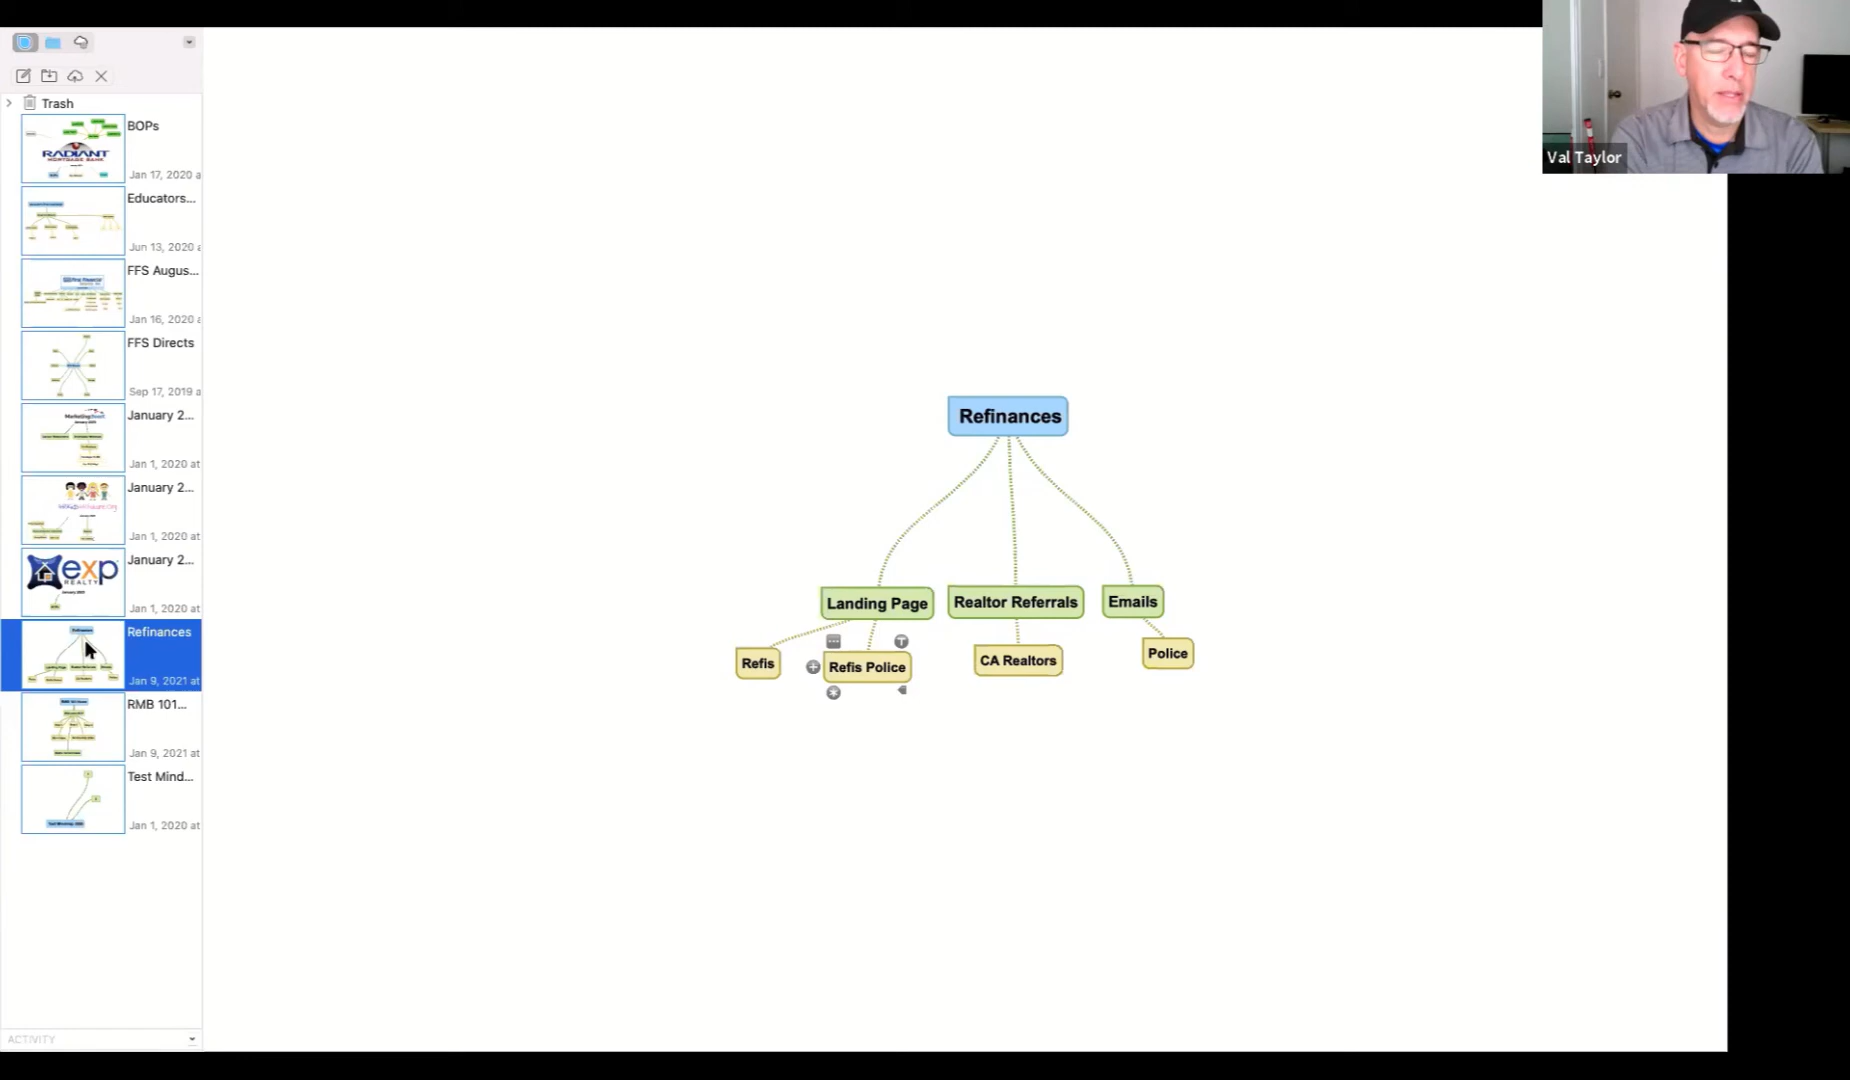 Trash
BOPs
RADIANT
MORTGAGE BANK
Jan 17, 2020 a
Educators...
Jun 13, 2020
FFS Augus...
Jan 16, 2020
FFS Directs
Sep 17, 2019 a
January 2...
Jan 1, 2020 at
January 2...
Jan 1, 2020 at
January 2...
exp
REALTY
Jan 1, 2020 at
Refinances
Jan 9, 2021 at
RMB 101...
Jan 9, 2021 at
Test Mind...
Jan 1, 2020 at
ACTIVITY
Refinances
Landing Page
Realtor Referrals
Emails
Refis
Refis Police
CA Realtors
Police
Val Taylor